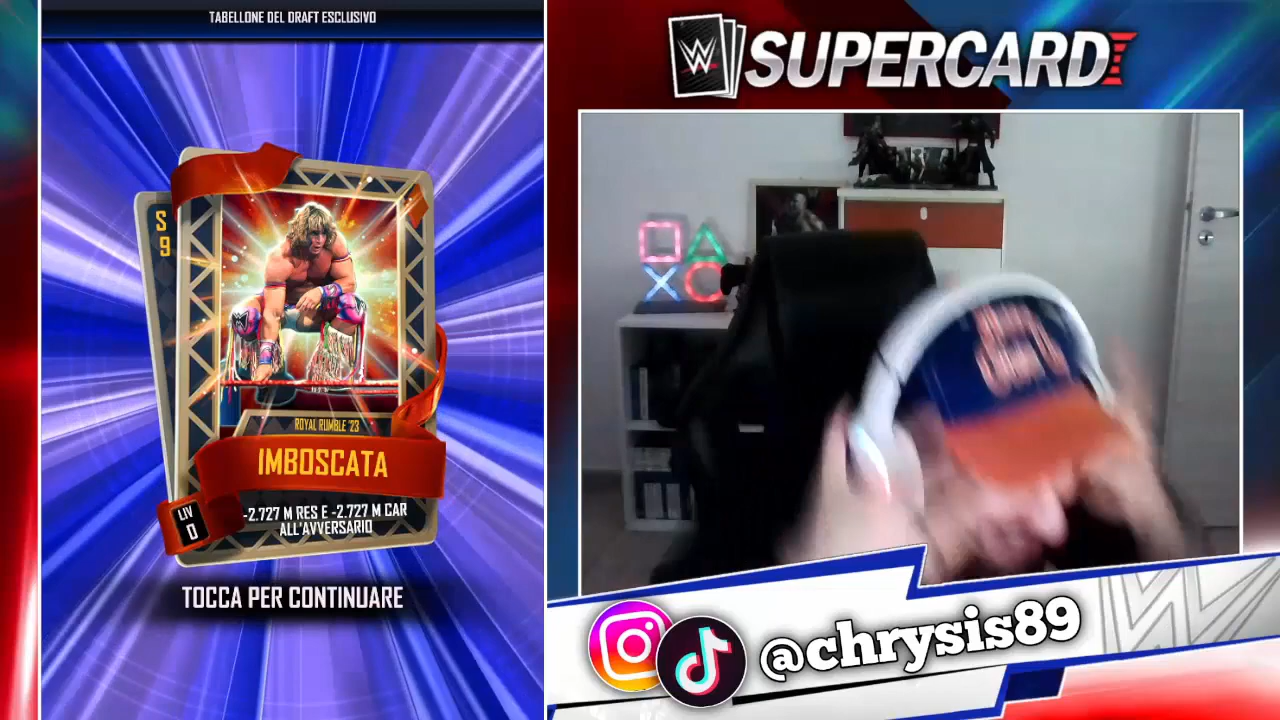 TABELLONE DEL DRAFT ESCLUSIVO
S
9
ROYAL RUMBLE '23
IMBOSCATA
LIV
0
-2.727 M RES E -2.727 M CAR
ALL'AVVERSARIO
TOCCA PER CONTINUARE
W SUPERCARD
@chrysis89